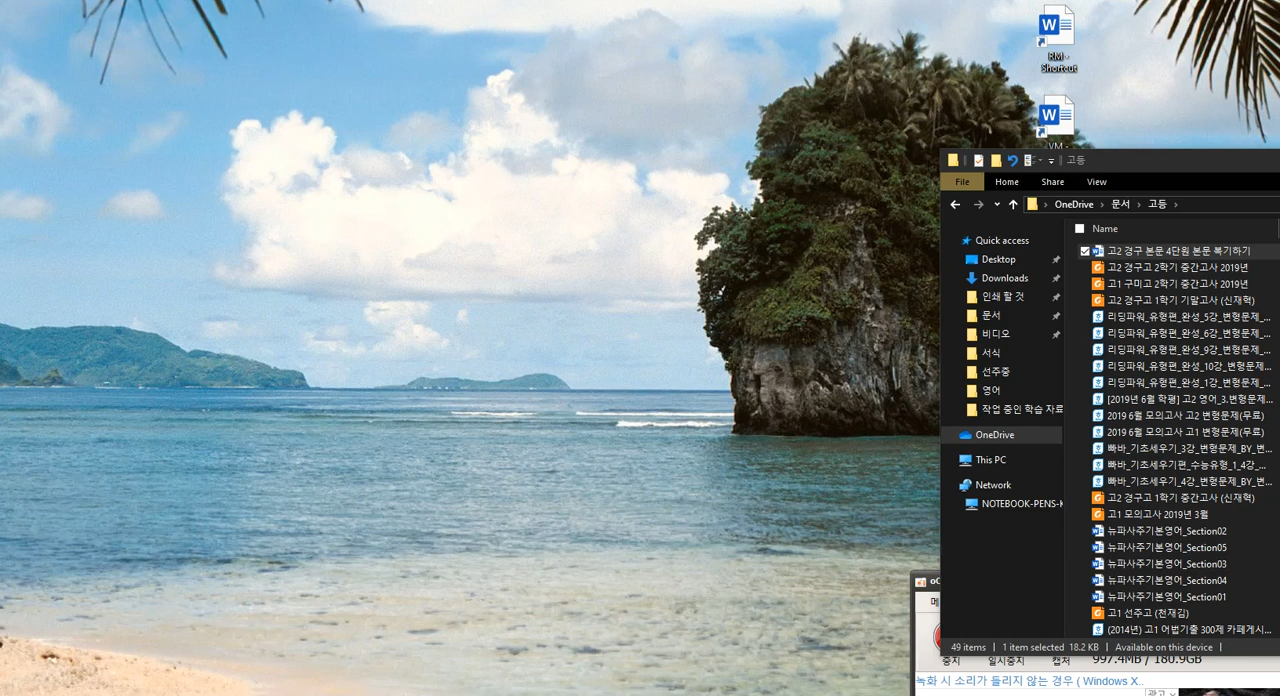 RM -
Shortcut
VM -
고등
File Home Share View
OneDrive 문서 고등
Name
Quick access
Desktop
Downloads
인쇄 할 것
문서
비디오
서식
선주중
영어
작업 중인 학습 자료
OneDrive
This PC
Network
NOTEBOOK-PENS-K
고2 경구 본문 4단원 본문 복기하기
고2 경구고 2학기 중간고사 2019년
고1 구미고 2학기 중간고사 2019년
고2 경구고 1학기 기말고사 (신재혁)
리딩파워_유형편_완성_5강_변형문제_...
리딩파워_유형편_완성_6강_변형문제_...
리딩파워_유형편_완성_9강_변형문제_...
리딩파워_유형편_완성_10강_변형문제...
리딩파워_유형편_완성_1강_변형문제_...
[2019년 6월 학평] 고2 영어_3.변형문제...
2019 6월 모의고사 고2 변형문제(무료)
2019 6월 모의고사 고1 변형문제(무료)
빠바_기초세우기_3강_변형문제_BY_변...
빠바_기초세우기편_수능유형_1_4강_...
빠바_기초세우기_4강_변형문제_BY_변...
고2 경구고 1학기 중간고사 (신재혁)
고1 모의고사 2019년 3월
뉴파사주기본영어_Section02
뉴파사주기본영어_Section05
뉴파사주기본영어_Section03
뉴파사주기본영어_Section04
뉴파사주기본영어_Section01
고1 선주고 (천재김)
(2014년) 고1 어법기출 300제 카페게시...
49 items 1 item selected 18.2 KB Available on this device
중지 일시중지 캡처 997.4MB / 180.9GB
녹화 시 소리가 들리지 않는 경우 ( Windows X..
광고